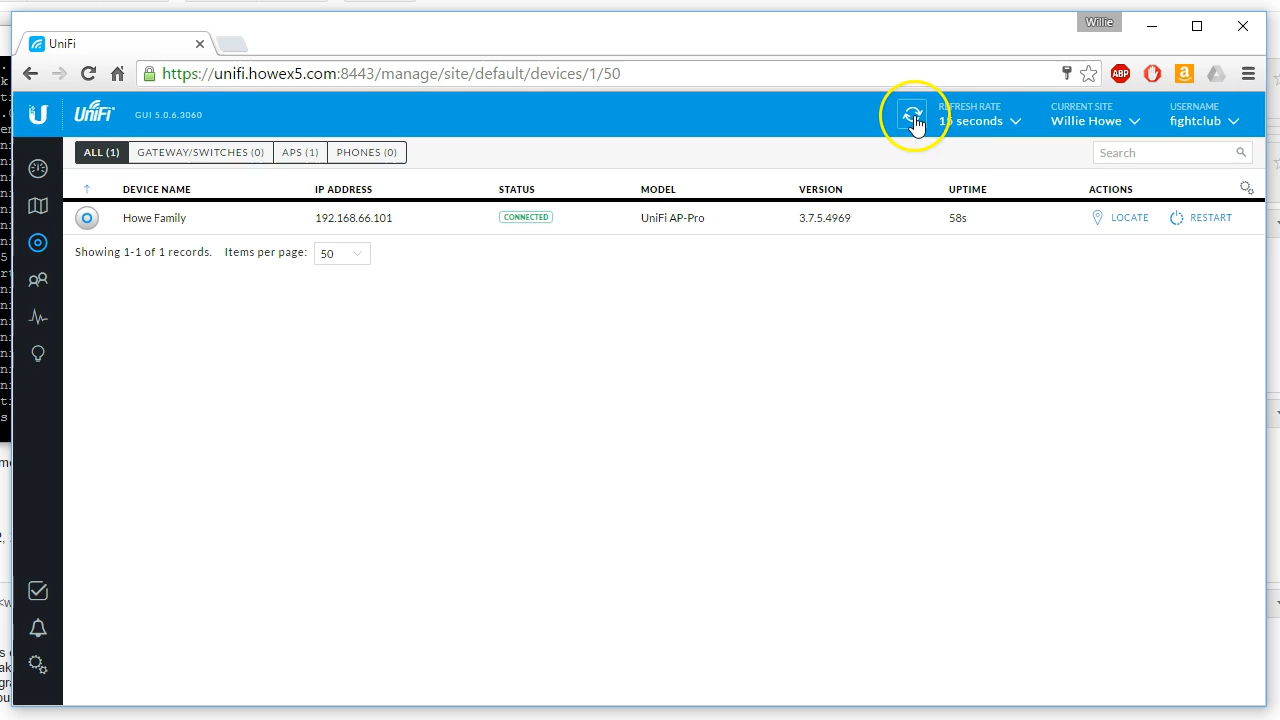 Willie
UniFi
https://unifi.howex5.com:8443/manage/site/default/devices/1/50
ABP
U UniFi GUI 5.0.6.3060
REFRESH RATE CURRENT SITE USERNAME
15 seconds Willie Howe fightclub
ALL (1) GATEWAY/SWITCHES (0) APS (1) PHONES (0) Search
DEVICE NAME IP ADDRESS STATUS MODEL VERSION UPTIME ACTIONS
Howe Family 192.168.66.101 CONNECTED UniFi AP-Pro 3.7.5.4969 58s LOCATE RESTART
Showing 1-1 of 1 records. Items per page: 50